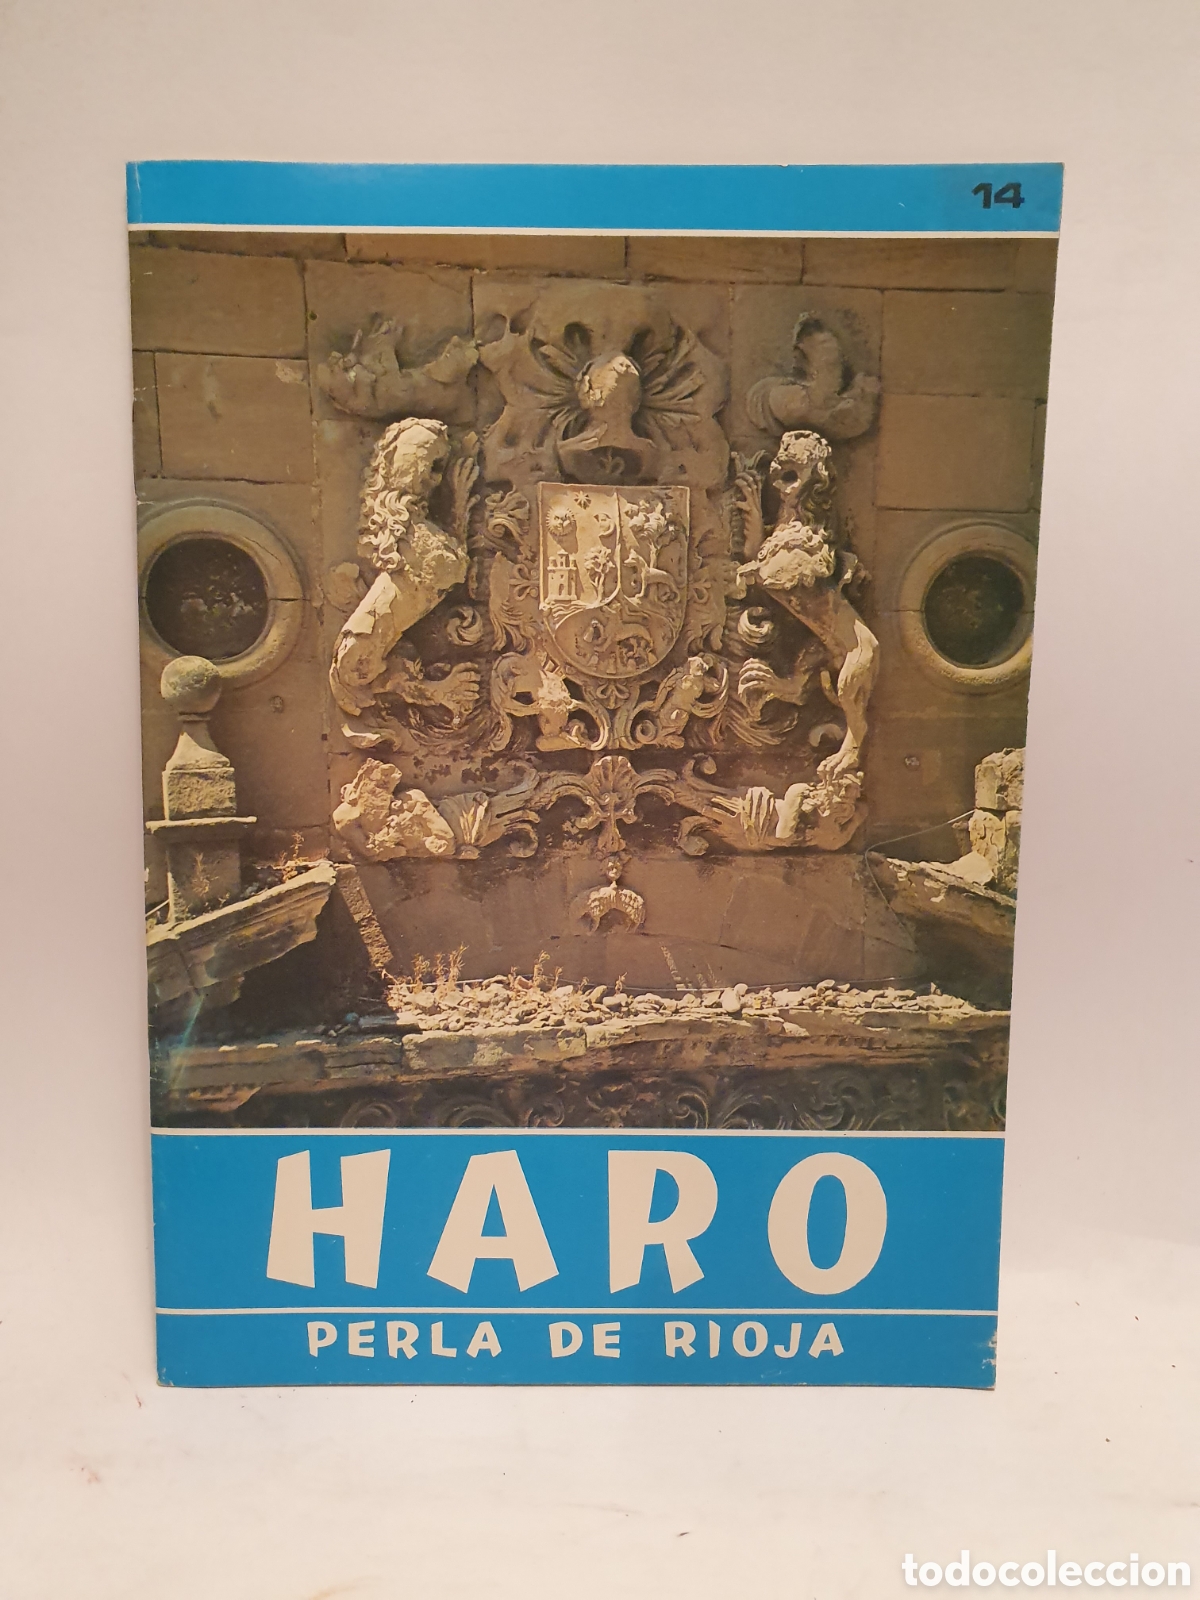 14
HARO
PERLA DE RIOJA
todocoleccion